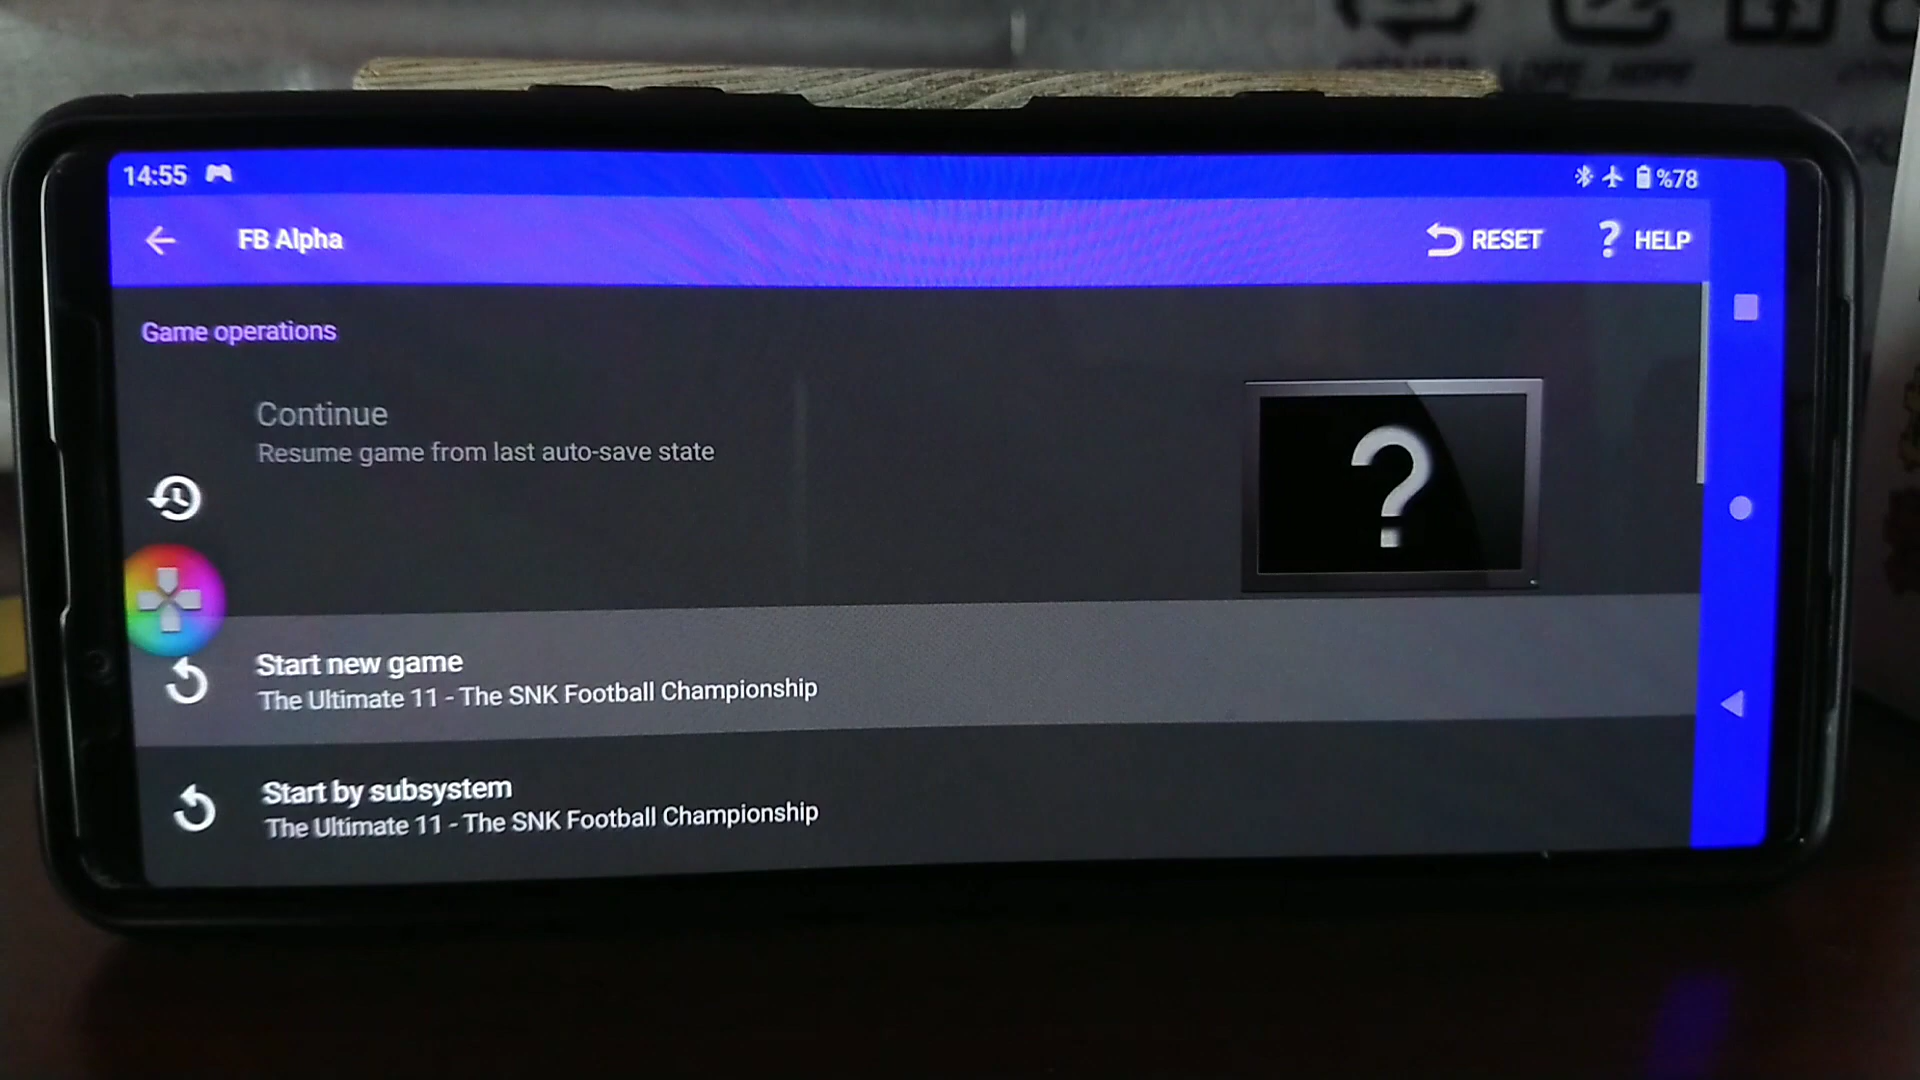 14:55 %78
FB Alpha RESET ? HELP
Game operations
Continue
Resume game from last auto-save state
?
Start new game
The Ultimate 11 - The SNK Football Championship
Start by subsystem
The Ultimate 11 - The SNK Football Championship